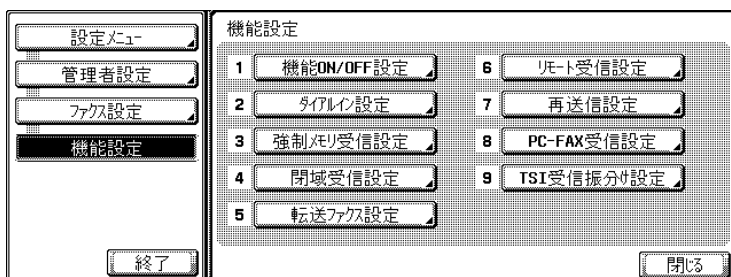 設定メニュー
管理者設定
ファクス設定
機能設定
終了
機能設定
1 機能ON/OFF設定
2 ダイアルイン設定
3 強制メモリ受信設定
4 閉域受信設定
5 転送ファクス設定
6 リモート受信設定
7 再送信設定
8 PC-FAX受信設定
9 TSI受信振分け設定
閉じる